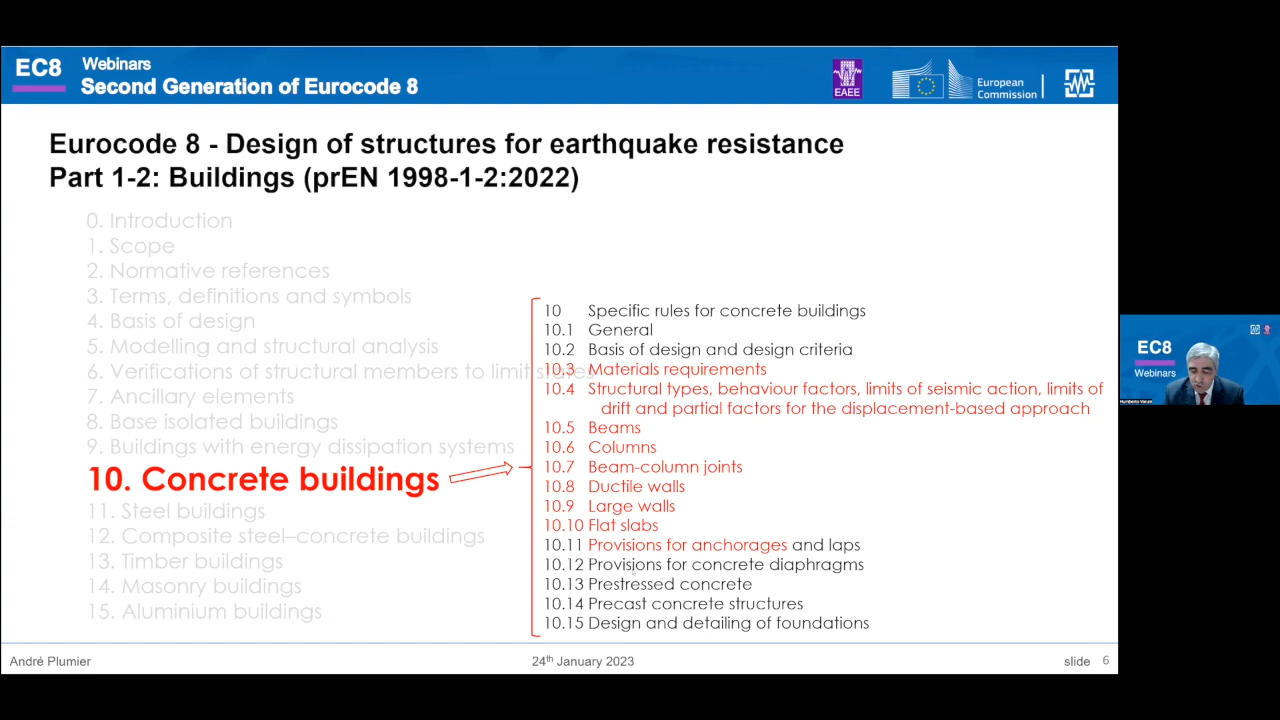 EC8 Webinars
Second Generation of Eurocode 8
EAEE
European
Commission
Eurocode 8 - Design of structures for earthquake resistance
Part 1-2: Buildings (prEN 1998-1-2:2022)
0. Introduction
1. Scope
2. Normative references
3. Terms, definitions and symbols
4. Basis of design
5. Modelling and structural analysis
6. Verifications of structural members to limit states
7. Ancillary elements
8. Base isolated buildings
9. Buildings with energy dissipation systems
10. Concrete buildings
11. Steel buildings
12. Composite steel–concrete buildings
13. Timber buildings
14. Masonry buildings
15. Aluminium buildings
10 Specific rules for concrete buildings
10.1 General
10.2 Basis of design and design criteria
10.3 Materials requirements
10.4 Structural types, behaviour factors, limits of seismic action, limits of
drift and partial factors for the displacement-based approach
10.5 Beams
10.6 Columns
10.7 Beam-column joints
10.8 Ductile walls
10.9 Large walls
10.10 Flat slabs
10.11 Provisions for anchorages and laps
10.12 Provisions for concrete diaphragms
10.13 Prestressed concrete
10.14 Precast concrete structures
10.15 Design and detailing of foundations
André Plumier
24th January 2023
slide 6
EC8
Webinars
Humberto Varum